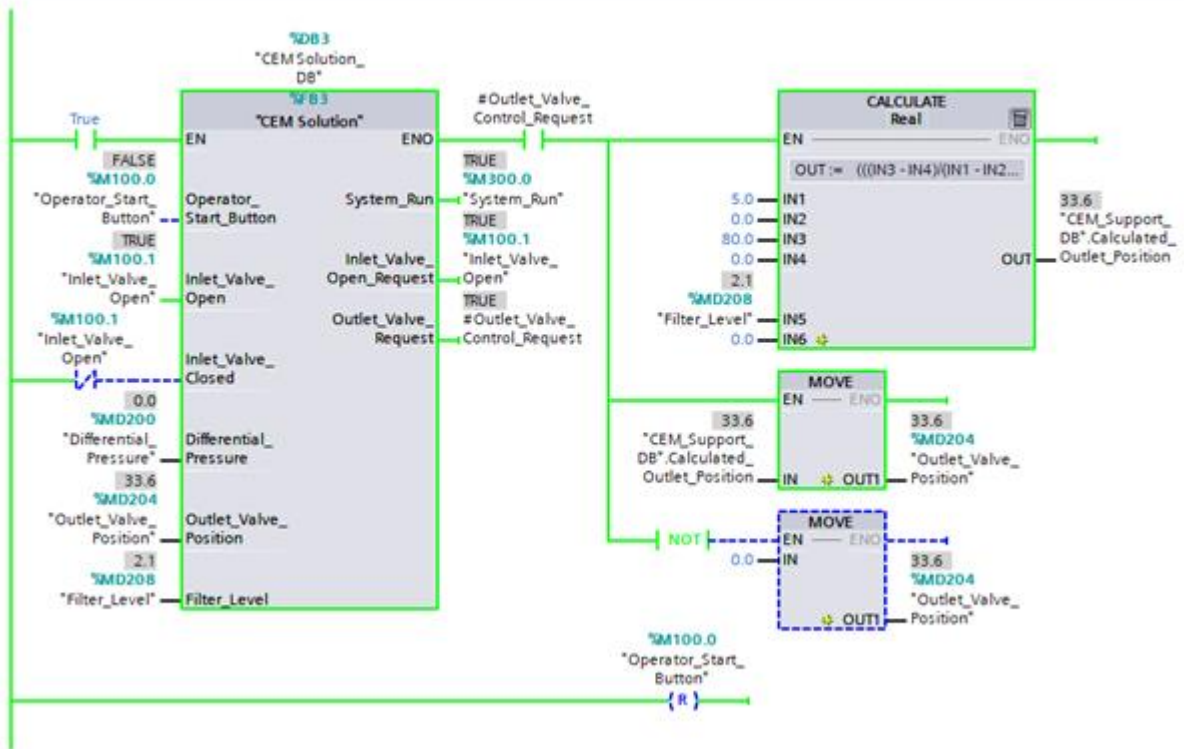 %DB3
"CEM Solution_
DB"
%FB3
"CEM Solution"
True
EN
ENO
#Outlet_Valve_
Control_Request
FALSE
%M100.0
"Operator_Start_
Button"
Operator_
Start_Button
System_Run
TRUE
%M300.0
"System_Run"
TRUE
%M100.1
"Inlet_Valve_
Open"
Inlet_Valve_
Open
Inlet_Valve_
Open_Request
TRUE
%M100.1
"Inlet_Valve_
Open"
%M100.1
"Inlet_Valve_
Open"
Inlet_Valve_
Closed
Outlet_Valve_
Request
TRUE
#Outlet_Valve_
Control_Request
0.0
%MD200
"Differential_
Pressure"
Differential_
Pressure
33.6
%MD204
"Outlet_Valve_
Position"
Outlet_Valve_
Position
2.1
%MD208
"Filter_Level"
Filter_Level
CALCULATE
Real
EN
ENO
OUT := (((IN3 - IN4)/(IN1 - IN2...
5.0
IN1
0.0
IN2
80.0
IN3
0.0
IN4
2.1
%MD208
"Filter_Level"
IN5
0.0
IN6
OUT
33.6
"CEM_Support_
DB".Calculated_
Outlet_Position
MOVE
EN
ENO
33.6
"CEM_Support_
DB".Calculated_
Outlet_Position
IN
OUT1
33.6
%MD204
"Outlet_Valve_
Position"
NOT
MOVE
EN
ENO
0.0
IN
OUT1
33.6
%MD204
"Outlet_Valve_
Position"
%M100.0
"Operator_Start_
Button"
R